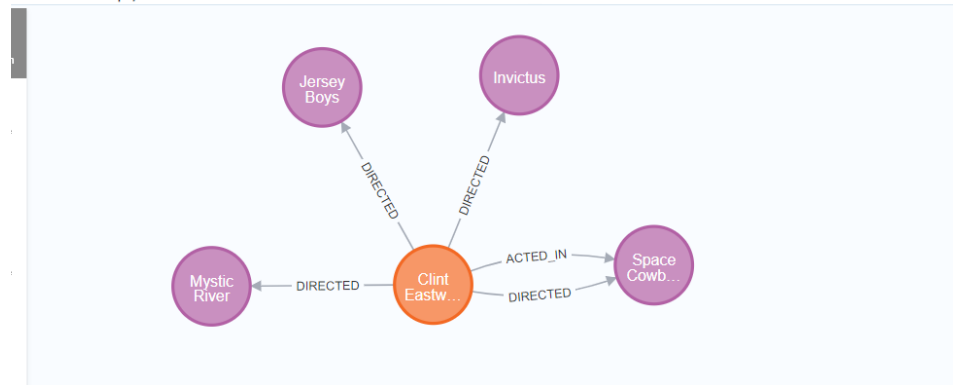 Jersey
Boys
Invictus
DIRECTED
DIRECTED
ACTED_IN
Space
Cowb...
Mystic
River
DIRECTED
Clint
Eastw...
DIRECTED